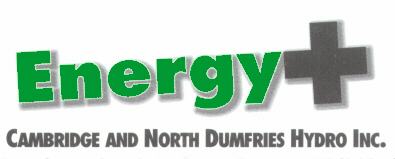 Energy+
CAMBRIDGE AND NORTH DUMFRIES HYDRO INC.